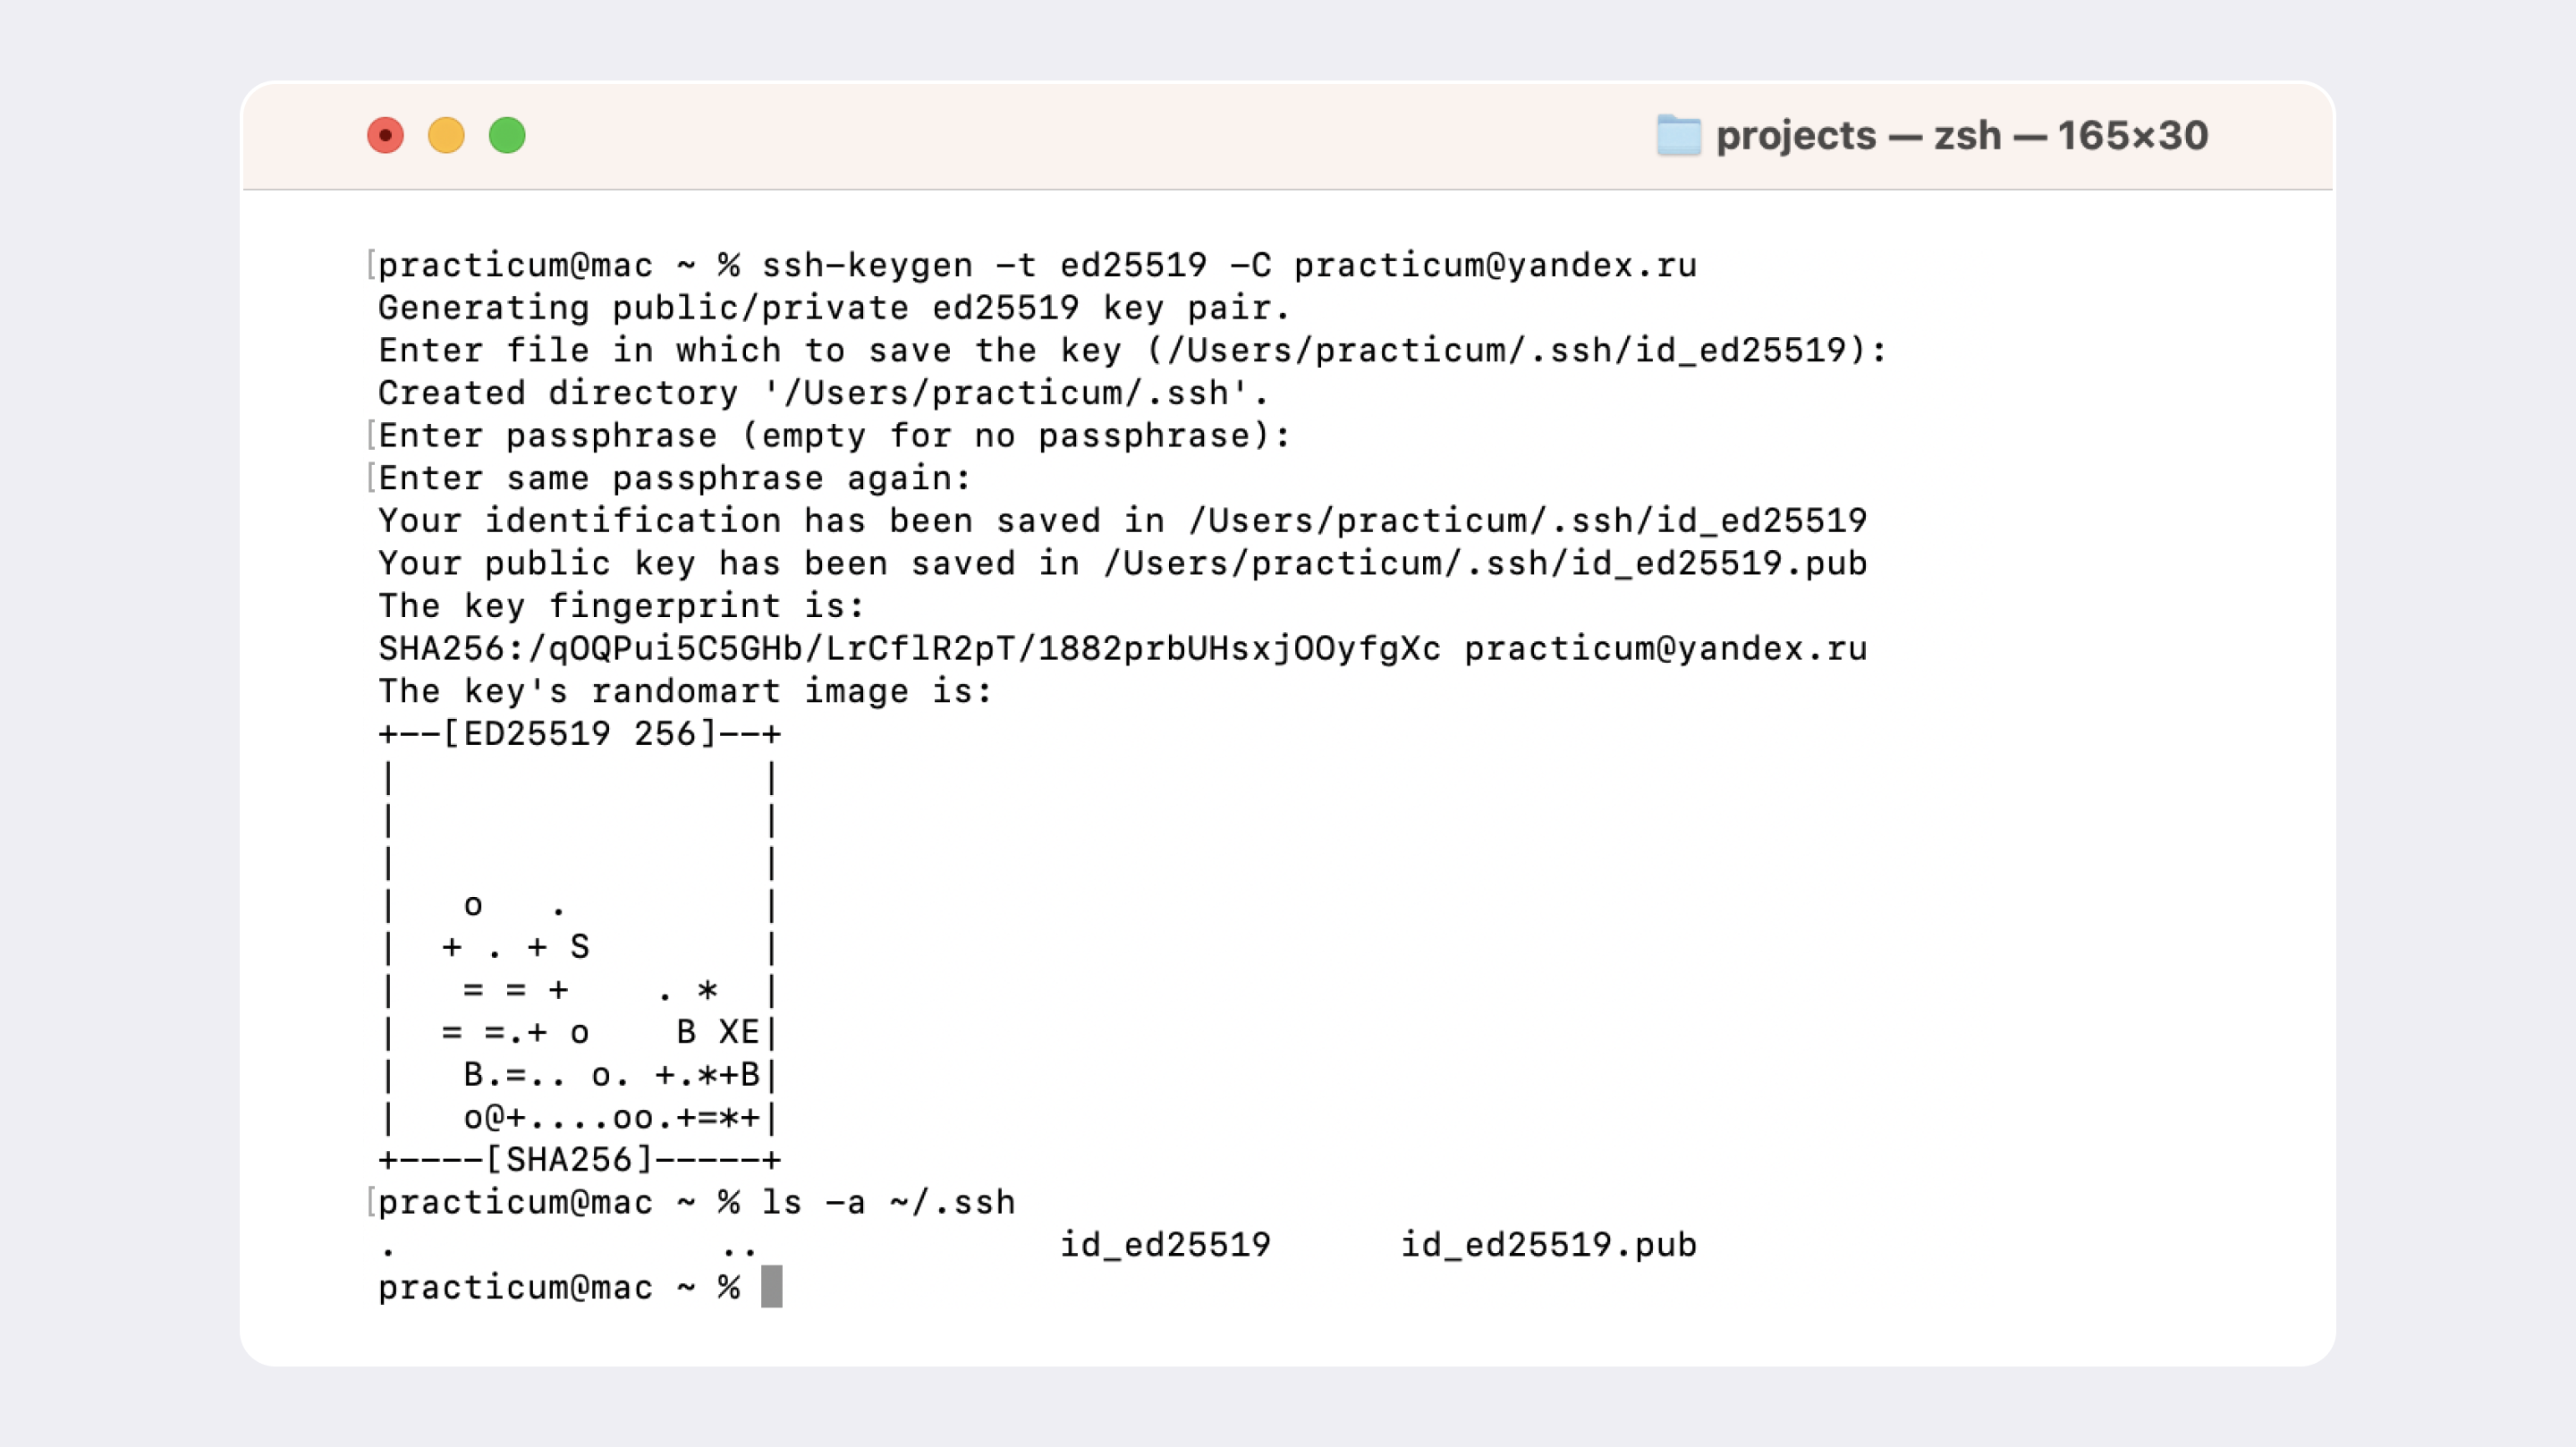 projects — zsh — 165×30
[practicum@mac ~ % ssh-keygen -t ed25519 -C practicum@yandex.ru
Generating public/private ed25519 key pair.
Enter file in which to save the key (/Users/practicum/.ssh/id_ed25519):
Created directory '/Users/practicum/.ssh'.
[Enter passphrase (empty for no passphrase):
[Enter same passphrase again:
Your identification has been saved in /Users/practicum/.ssh/id_ed25519
Your public key has been saved in /Users/practicum/.ssh/id_ed25519.pub
The key fingerprint is:
SHA256:/qOQPui5C5GHb/LrCflR2pT/1882prbUHsxjOOyfgXc practicum@yandex.ru
The key's randomart image is:
+--[ED25519 256]--+
|                 |
|                 |
|                 |
|   o   .         |
|  + . + S        |
|   = = +    . *  |
|  = =.+ o    B XE|
|   B.=.. o. +.*+B|
|   o@+....oo.+=*+|
+----[SHA256]-----+
[practicum@mac ~ % ls -a ~/.ssh
.               ..              id_ed25519      id_ed25519.pub
practicum@mac ~ %